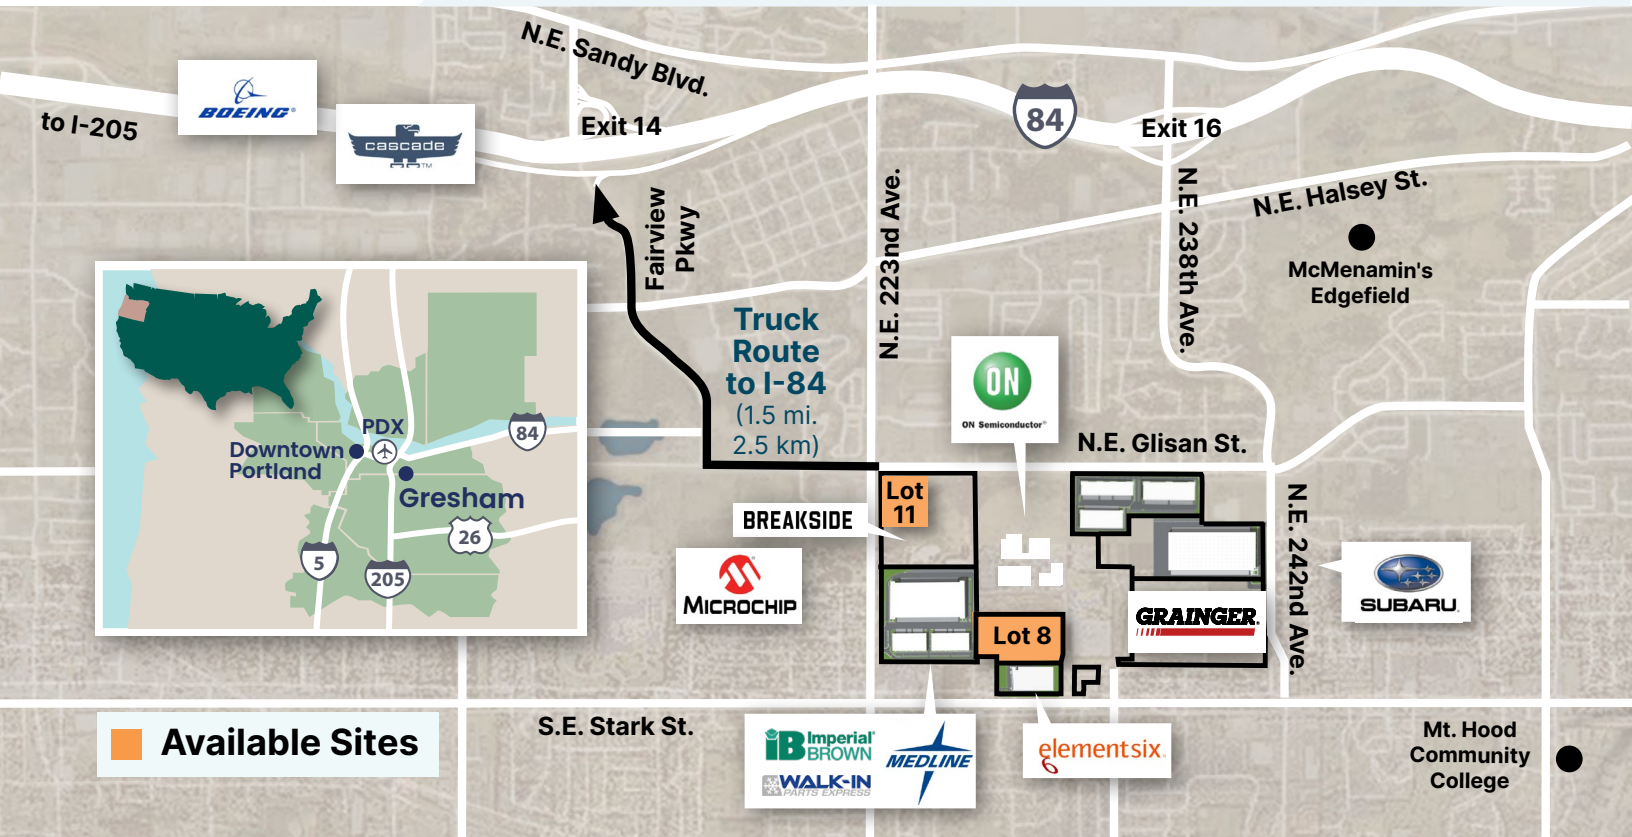 N.E. Sandy Blvd.
BOEING®
to I-205
cascade
TM
Exit 14
84
Exit 16
N.E. Halsey St.
McMenamin's
Edgefield
Fairview
Pkwy
N.E. 223nd Ave.
N.E. 238th Ave.
Truck
Route
to I-84
(1.5 mi.
2.5 km)
ON
ON Semiconductor®
N.E. Glisan St.
PDX
84
Downtown
Portland
Gresham
26
5
205
Lot
11
BREAKSIDE
MICROCHIP
Lot 8
GRAINGER.
N.E. 242nd Ave.
SUBARU.
S.E. Stark St.
Available Sites
iB Imperial®
BROWN
WALK-IN
PARTS EXPRESS
MEDLINE
elementsix.
Mt. Hood
Community
College